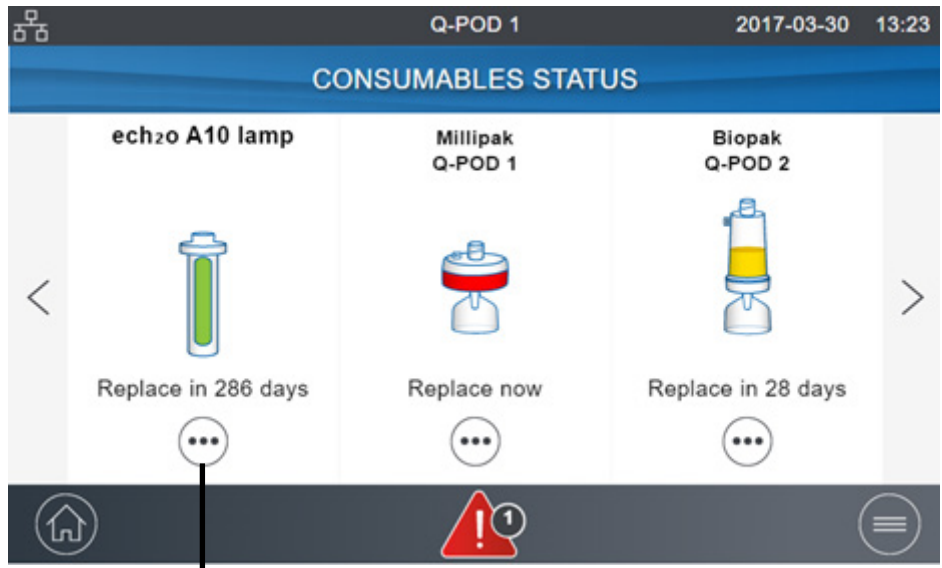 Q-POD 1 2017-03-30 13:23
CONSUMABLES STATUS
ech₂o A10 lamp
Replace in 286 days
Millipak
Q-POD 1
Replace now
Biopak
Q-POD 2
Replace in 28 days
1